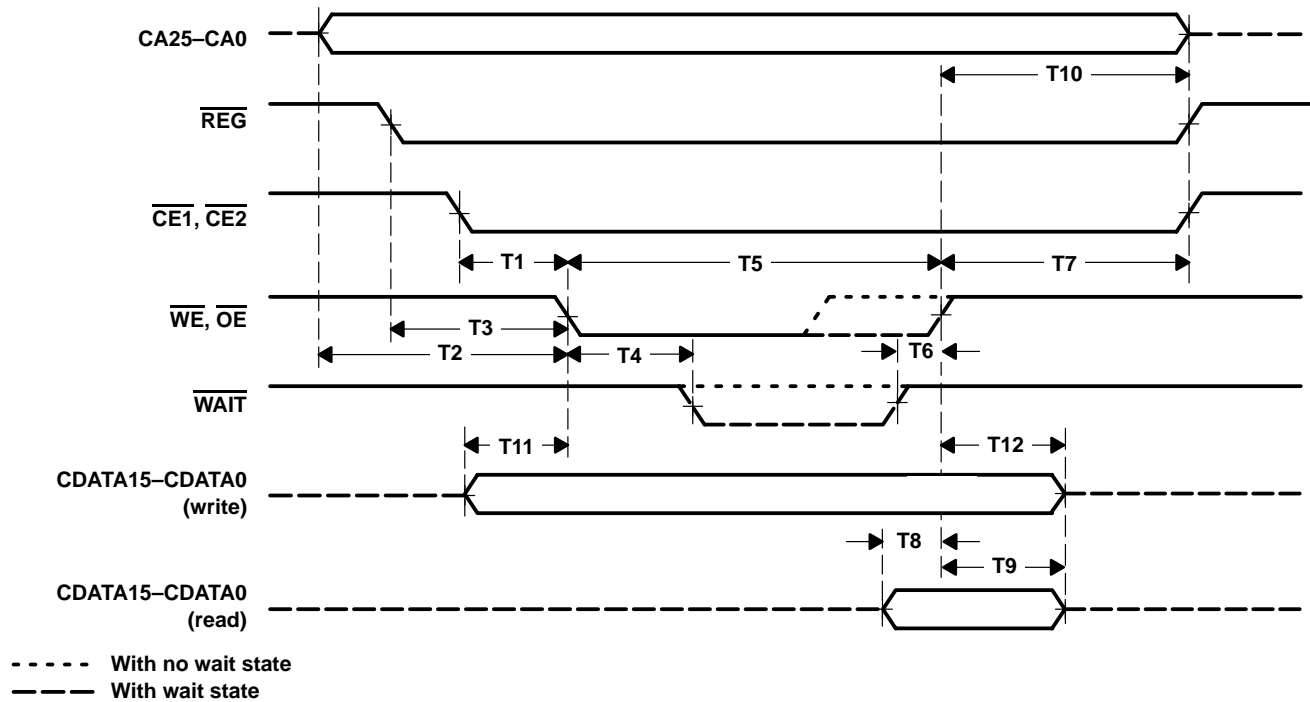 CA25–CA0
T10
REG
CE1, CE2
T1 T5 T7
WE, OE
T3
T2 T4 T6
WAIT
T11 T12
CDATA15–CDATA0
(write)
T8
T9
CDATA15–CDATA0
(read)
With no wait state
With wait state